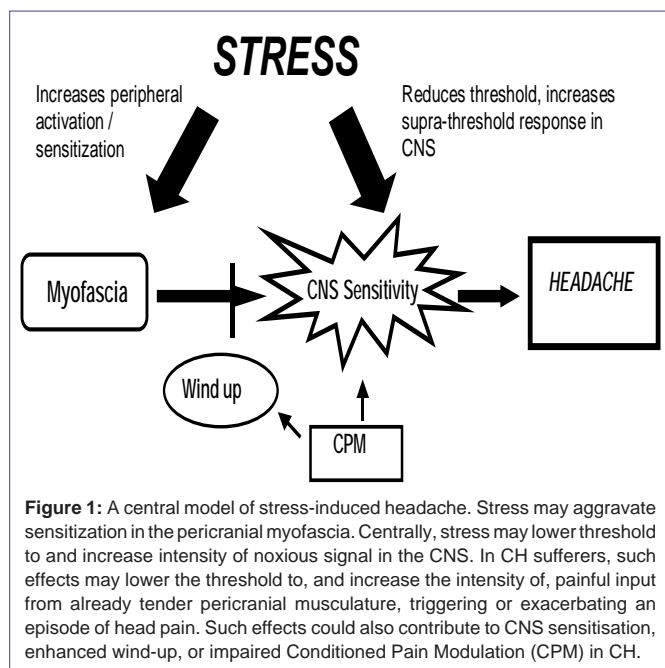 STRESS
Increases peripheral
activation /
sensitization
Reduces threshold, increases
supra-threshold response in
CNS
Myofascia
CNS Sensitivity
HEADACHE
Wind up
CPM
Figure 1: A central model of stress-induced headache. Stress may aggravate
sensitization in the pericranial myofascia. Centrally, stress may lower threshold
to and increase intensity of noxious signal in the CNS. In CH sufferers, such
effects may lower the threshold to, and increase the intensity of, painful input
from already tender pericranial musculature, triggering or exacerbating an
episode of head pain. Such effects could also contribute to CNS sensitisation,
enhanced wind-up, or impaired Conditioned Pain Modulation (CPM) in CH.